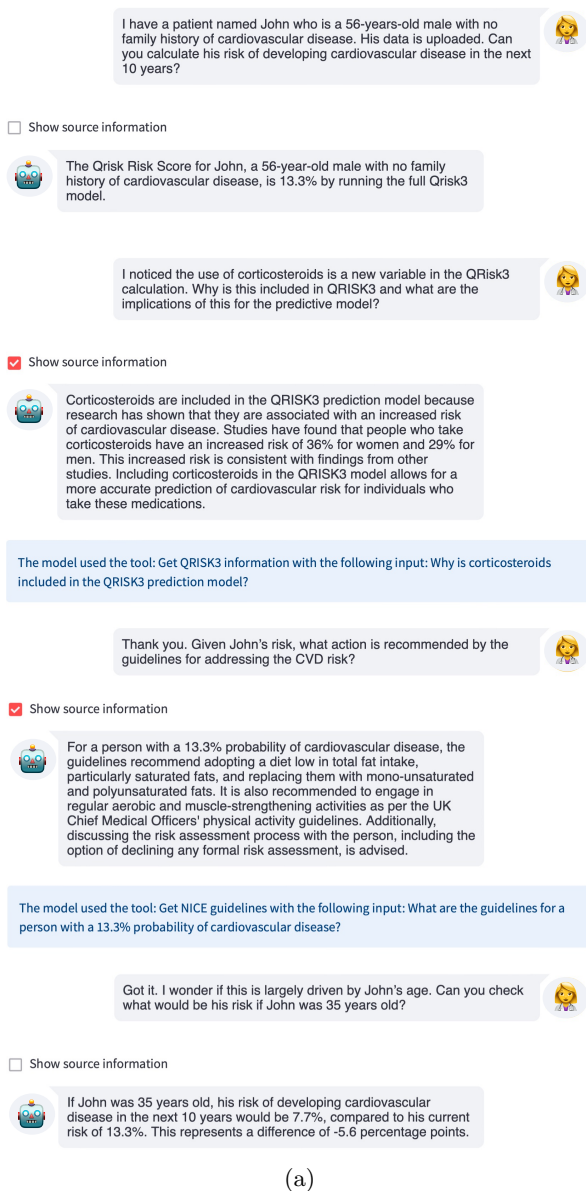 I have a patient named John who is a 56-years-old male with no
family history of cardiovascular disease. His data is uploaded. Can
you calculate his risk of developing cardiovascular disease in the next
10 years?
Show source information
The Qrisk Risk Score for John, a 56-year-old male with no family
history of cardiovascular disease, is 13.3% by running the full Qrisk3
model.
I noticed the use of corticosteroids is a new variable in the QRisk3
calculation. Why is this included in QRISK3 and what are the
implications of this for the predictive model?
Show source information
Corticosteroids are included in the QRISK3 prediction model because
research has shown that they are associated with an increased risk
of cardiovascular disease. Studies have found that people who take
corticosteroids have an increased risk of 36% for women and 29% for
men. This increased risk is consistent with findings from other
studies. Including corticosteroids in the QRISK3 model allows for a
more accurate prediction of cardiovascular risk for individuals who
take these medications.
The model used the tool: Get QRISK3 information with the following input: Why is corticosteroids
included in the QRISK3 prediction model?
Thank you. Given John's risk, what action is recommended by the
guidelines for addressing the CVD risk?
Show source information
For a person with a 13.3% probability of cardiovascular disease, the
guidelines recommend adopting a diet low in total fat intake,
particularly saturated fats, and replacing them with mono-unsaturated
and polyunsaturated fats. It is also recommended to engage in
regular aerobic and muscle-strengthening activities as per the UK
Chief Medical Officers' physical activity guidelines. Additionally,
discussing the risk assessment process with the person, including the
option of declining any formal risk assessment, is advised.
The model used the tool: Get NICE guidelines with the following input: What are the guidelines for a
person with a 13.3% probability of cardiovascular disease?
Got it. I wonder if this is largely driven by John's age. Can you check
what would be his risk if John was 35 years old?
Show source information
If John was 35 years old, his risk of developing cardiovascular
disease in the next 10 years would be 7.7%, compared to his current
risk of 13.3%. This represents a difference of -5.6 percentage points.
(a)